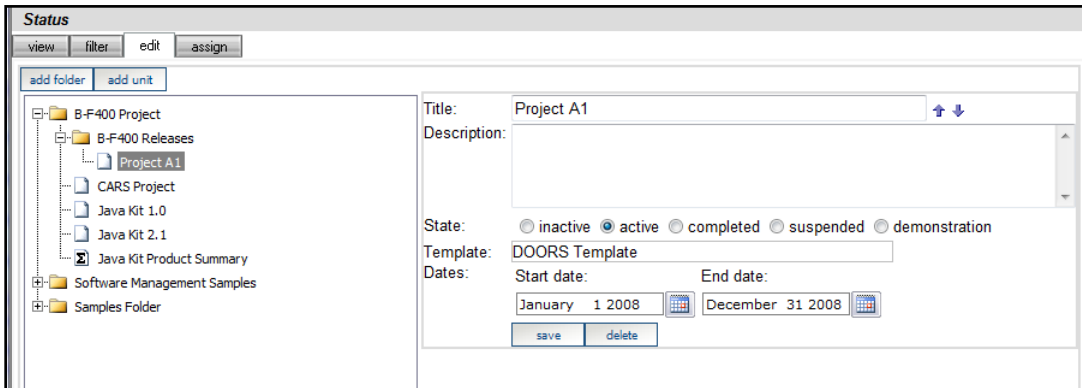 Status
view filter edit assign
add folder add unit
B-F400 Project
B-F400 Releases
Project A1
CARS Project
Java Kit 1.0
Java Kit 2.1
Σ Java Kit Product Summary
Software Management Samples
Samples Folder
Title: Project A1
Description:
State: inactive active completed suspended demonstration
Template: DOORS Template
Dates: Start date: End date:
January 1 2008 December 31 2008
save delete